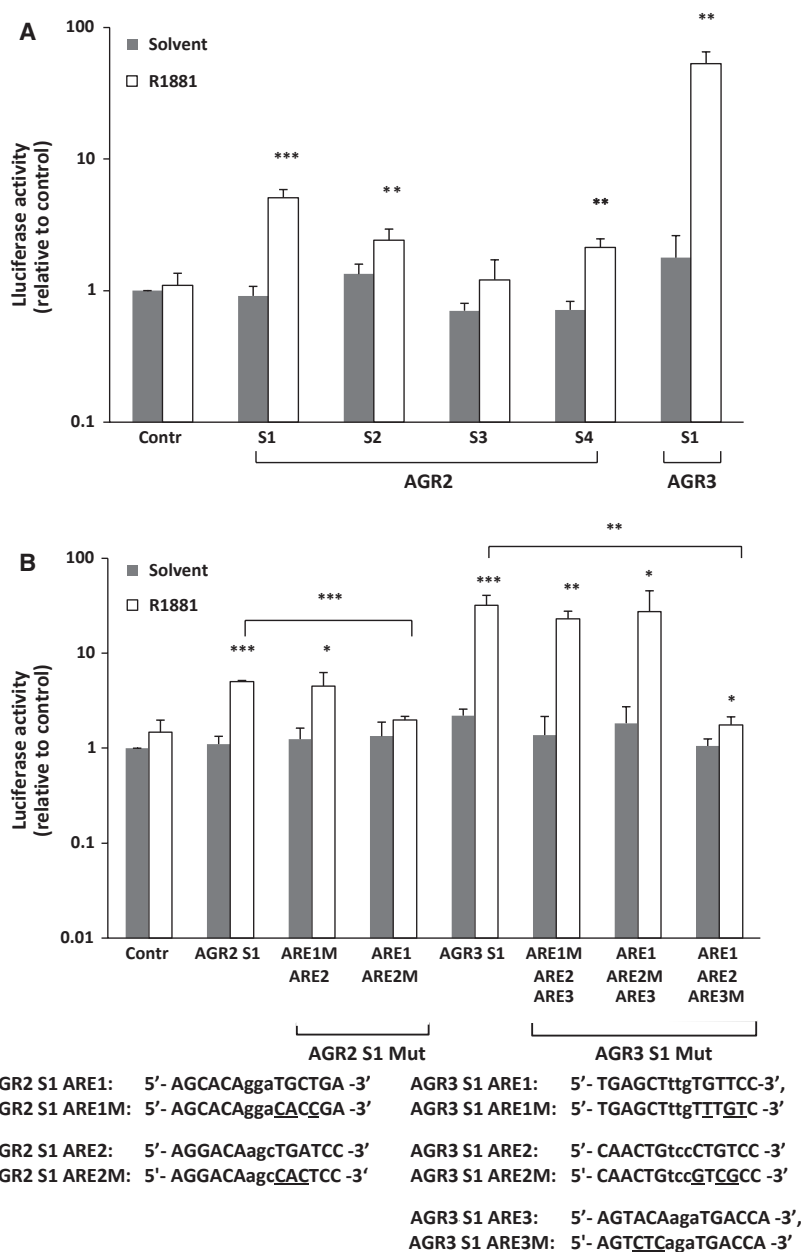 A
100
Solvent
R1881
**
***
**
**
10
1
0.1
Lluciferase activity
(relative to control)
Contr S1 S2 S3 S4 S1
AGR2 AGR3
B
100
Solvent
R1881
**
***
*** * *** ** * *
10
1
0.1
0.01
Luciferase activity
(relative to control)
Contr AGR2 S1 ARE1M ARE1 AGR3 S1 ARE1M ARE1 ARE1
ARE2 ARE2M ARE2 ARE2M ARE2
ARE3 ARE3 ARE3M
AGR2 S1 Mut AGR3 S1 Mut
GR2 S1 ARE1: 5’- AGCACAggaTGCTGA -3’ AGR3 S1 ARE1: 5’- TGAGCTttgTGTTCC-3’,
GR2 S1 ARE1M: 5’- AGCACAggaCACCGA -3’ AGR3 S1 ARE1M: 5’- TGAGCTttgTTTGTC -3’
GR2 S1 ARE2: 5’- AGGACAagcTGATCC -3’ AGR3 S1 ARE2: 5’- CAACTGtccCTGTCC -3’
GR2 S1 ARE2M: 5'- AGGACAagcCACTCC -3‘ AGR3 S1 ARE2M: 5'- CAACTGtccGTCGCC -3’
AGR3 S1 ARE3: 5’- AGTACAagaTGACCA -3’,
AGR3 S1 ARE3M: 5'- AGTCTCagaTGACCA -3’